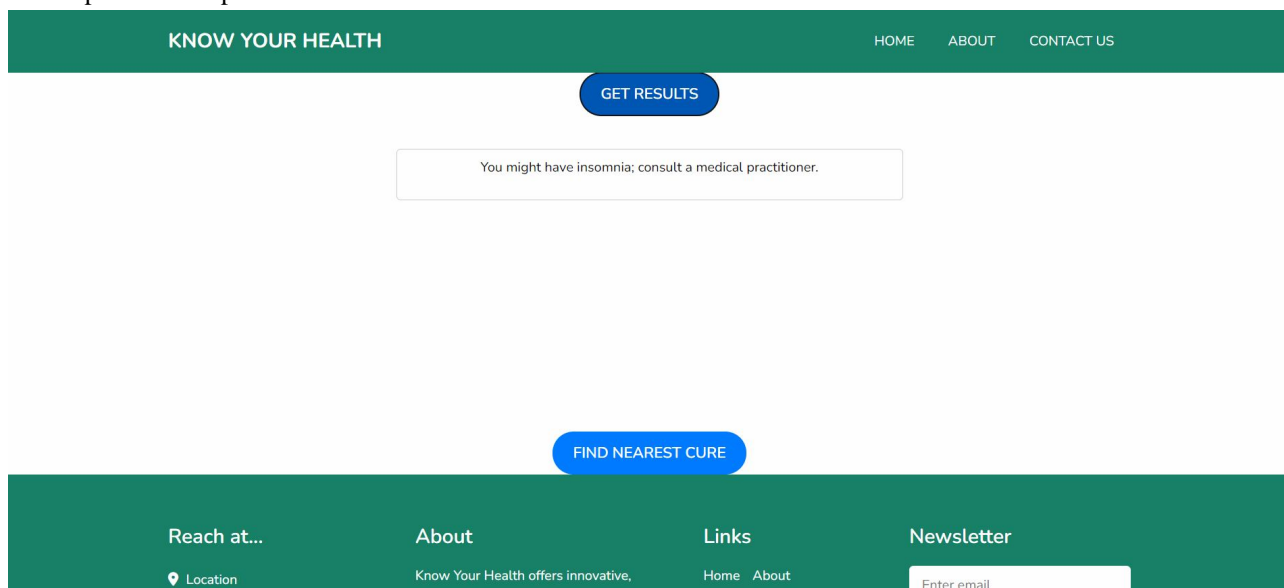 KNOW YOUR HEALTH
HOME ABOUT CONTACT US
GET RESULTS
You might have insomnia; consult a medical practitioner.
FIND NEAREST CURE
Reach at...
Location
About
Know Your Health offers innovative,
Links
Home About
Newsletter
Enter email